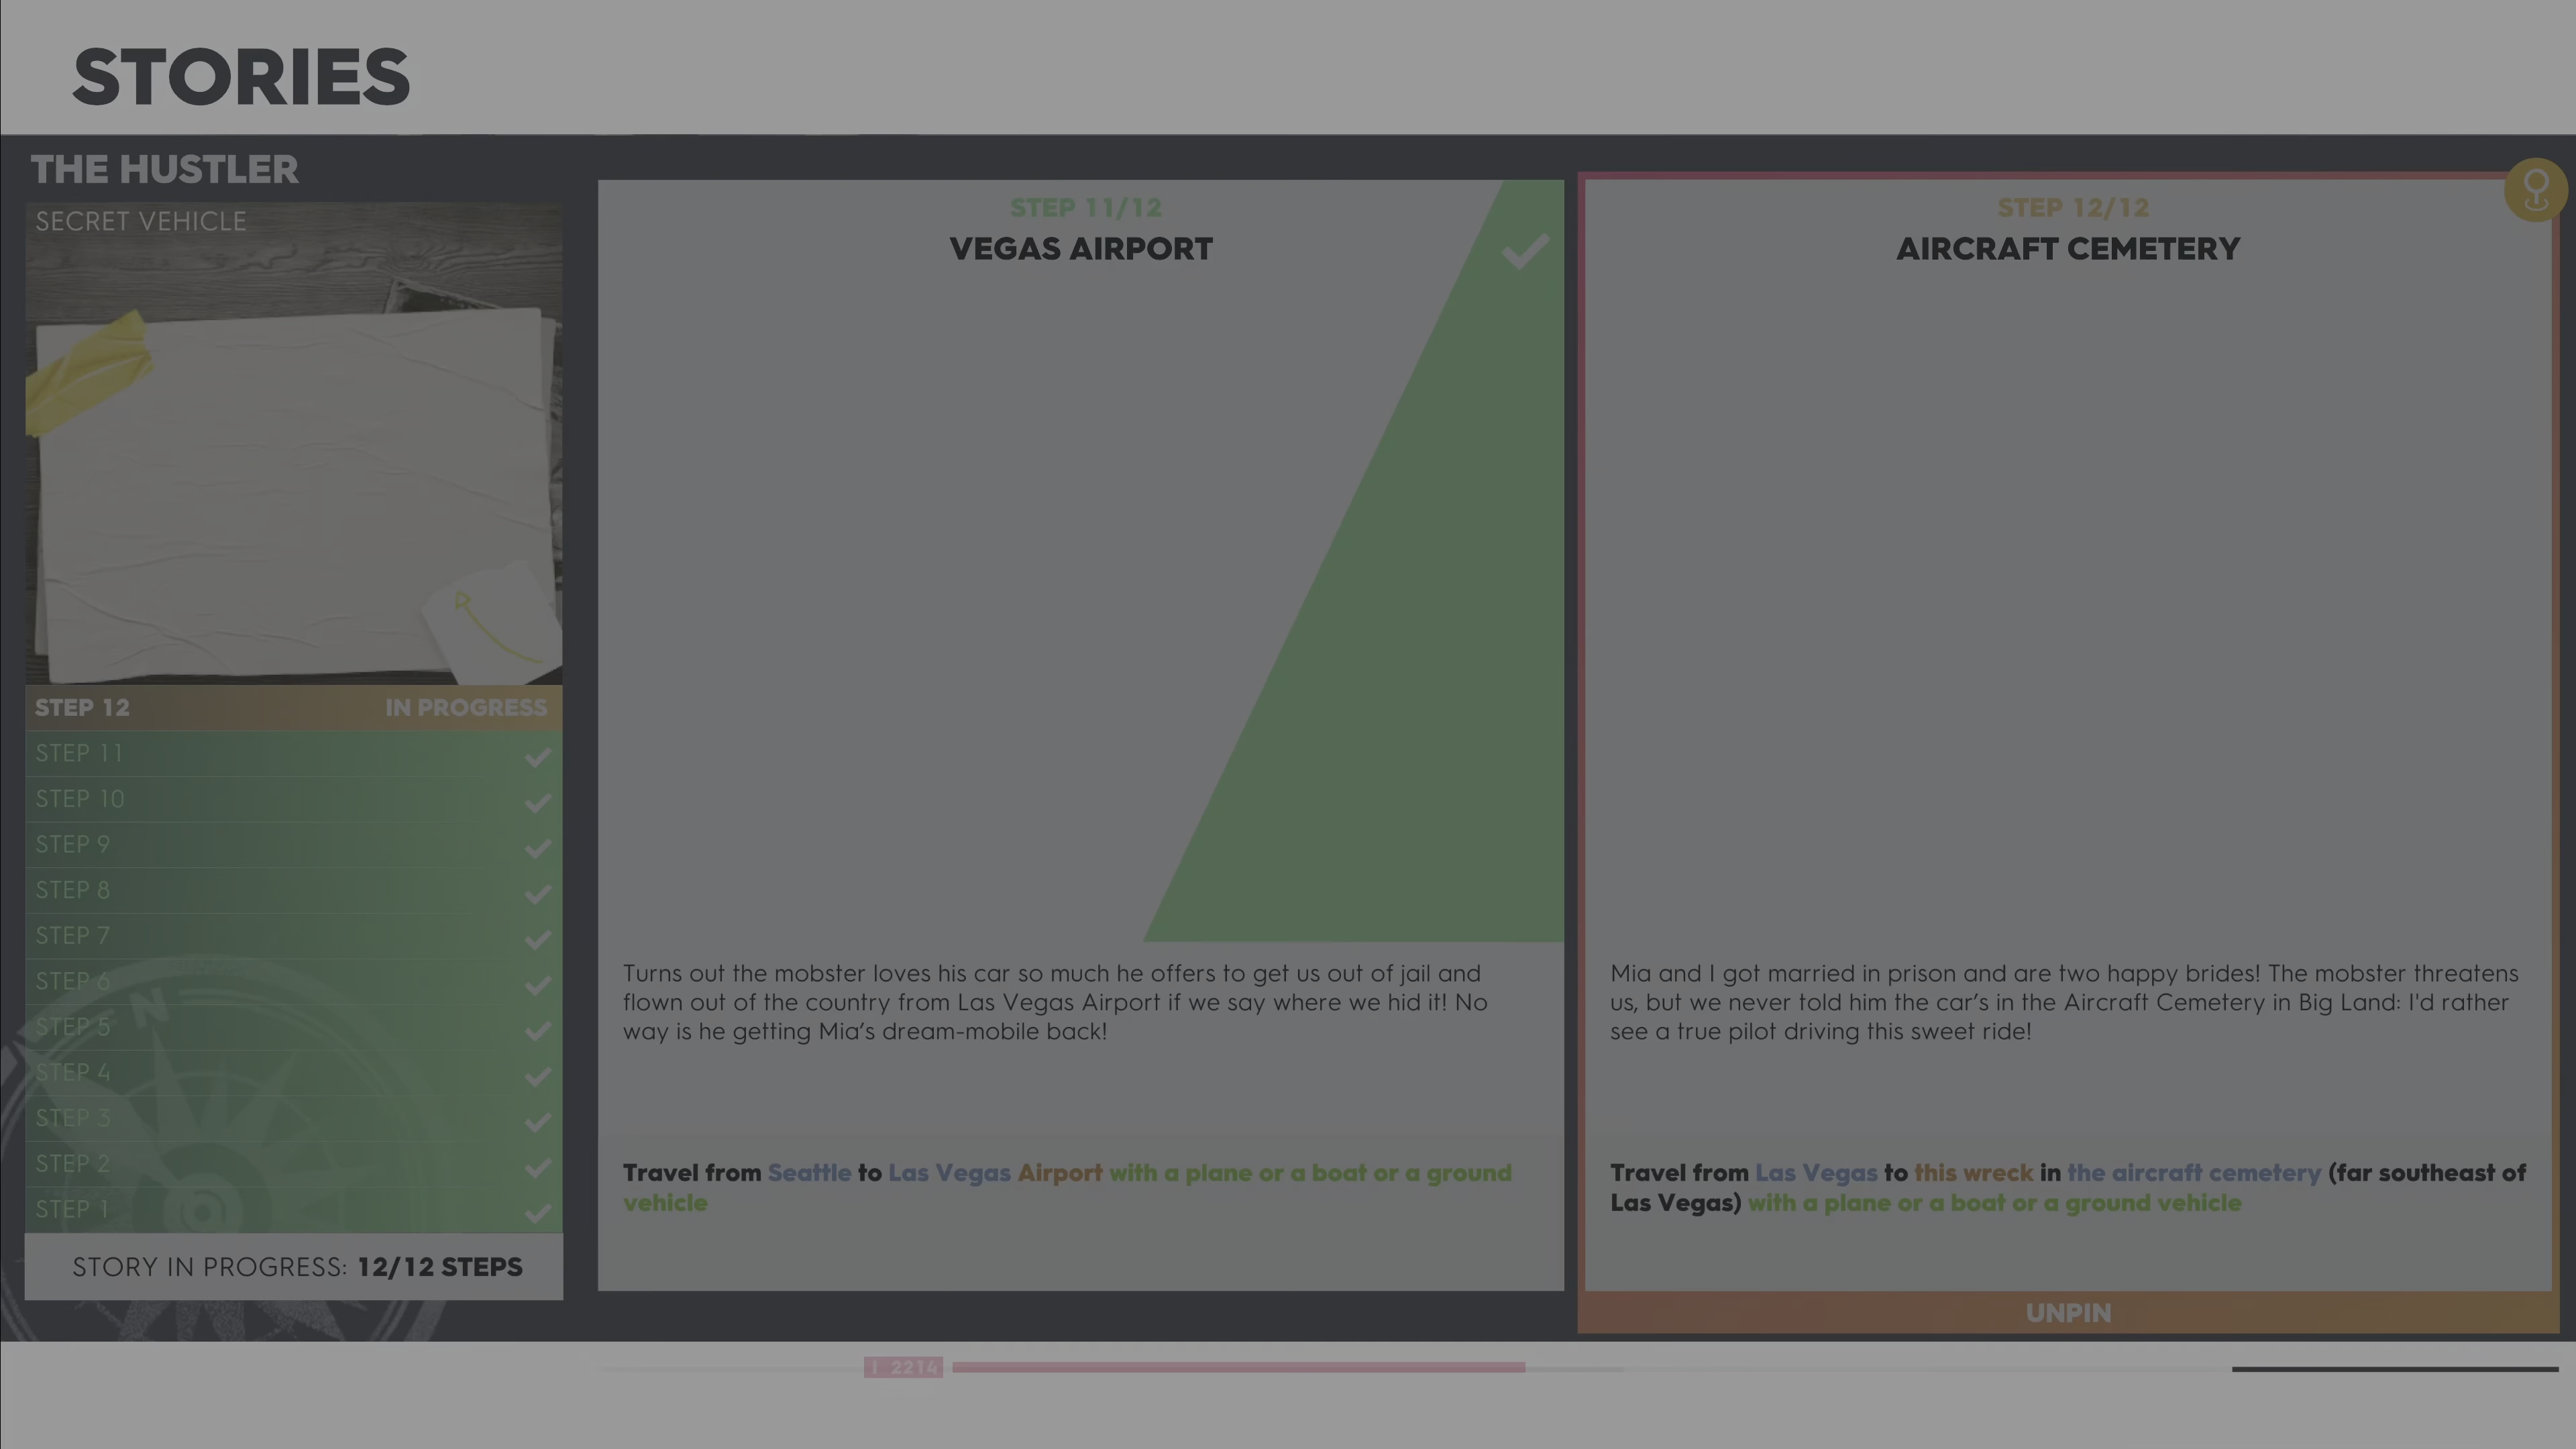 STORIES
THE HUSTLER
SECRET VEHICLE
STEP 12 IN PROGRESS
STEP 11
STEP 10
STEP 9
STEP 8
STEP 7
STEP 6
STEP 5
STEP 4
STEP 3
STEP 2
STEP 1
N
STORY IN PROGRESS: 12/12 STEPS
STEP 11/12
VEGAS AIRPORT
Turns out the mobster loves his car so much he offers to get us out of jail and
flown out of the country from Las Vegas Airport if we say where we hid it! No
way is he getting Mia's dream-mobile back!
Travel from Seattle to Las Vegas Airport with a plane or a boat or a ground
vehicle
STEP 12/12
AIRCRAFT CEMETERY
Mia and I got married in prison and are two happy brides! The mobster threatens
us, but we never told him the car's in the Aircraft Cemetery in Big Land: I'd rather
see a true pilot driving this sweet ride!
Travel from Las Vegas to this wreck in the aircraft cemetery (far southeast of
Las Vegas) with a plane or a boat or a ground vehicle
UNPIN
I 2214